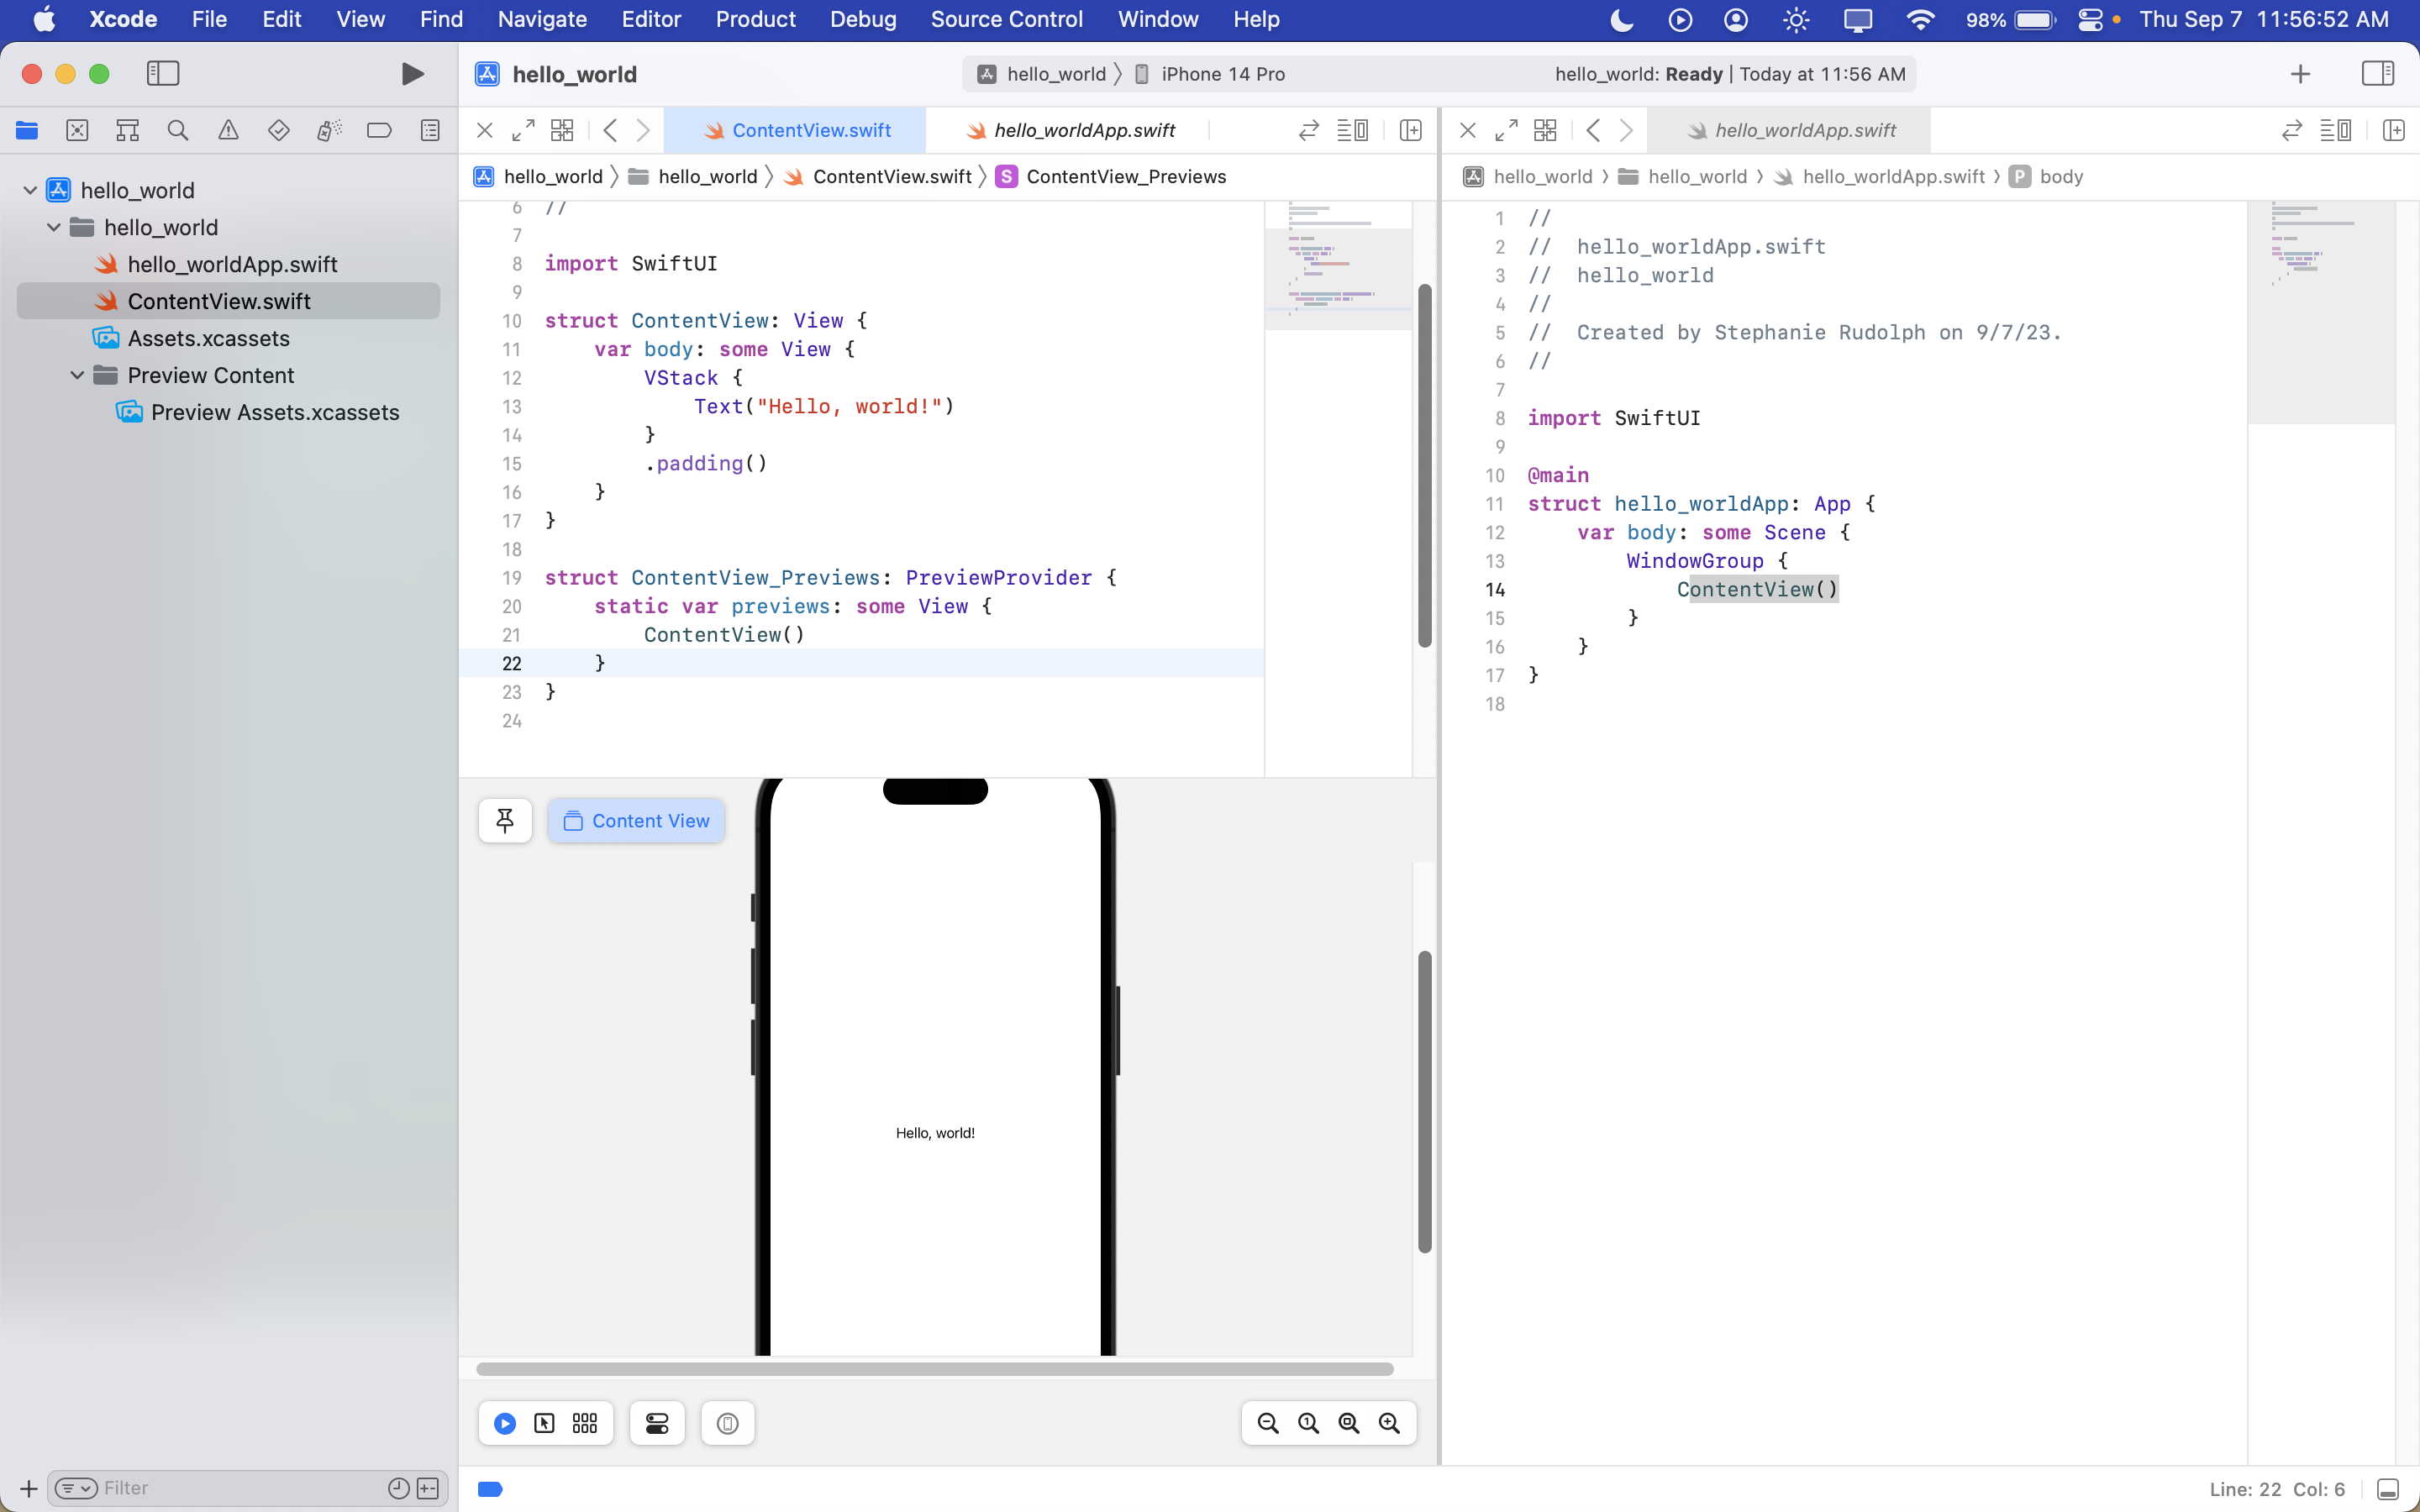 Xcode File Edit View Find Navigate Editor Product Debug Source Control Window Help 98% Thu Sep 7 11:56:52 AM
hello_world
hello_world 〉 iPhone 14 Pro
hello_world: Ready | Today at 11:56 AM
hello_world
hello_world
hello_worldApp.swift
ContentView.swift
Assets.xcassets
Preview Content
Preview Assets.xcassets
Filter
ContentView.swift
hello_worldApp.swift
hello_world 〉 hello_world 〉 ContentView.swift 〉 S ContentView_Previews
6 //
7
8 import SwiftUI
9
10 struct ContentView: View {
11     var body: some View {
12         VStack {
13             Text("Hello, world!")
14         }
15         .padding()
16     }
17 }
18
19 struct ContentView_Previews: PreviewProvider {
20     static var previews: some View {
21         ContentView()
22     }
23 }
24
Content View
Hello, world!
hello_worldApp.swift
hello_world 〉 hello_world 〉 hello_worldApp.swift 〉 P body
1 //
2 //  hello_worldApp.swift
3 //  hello_world
4 //
5 //  Created by Stephanie Rudolph on 9/7/23.
6 //
7
8 import SwiftUI
9
10 @main
11 struct hello_worldApp: App {
12     var body: some Scene {
13         WindowGroup {
14             ContentView()
15         }
16     }
17 }
18
Line: 22 Col: 6